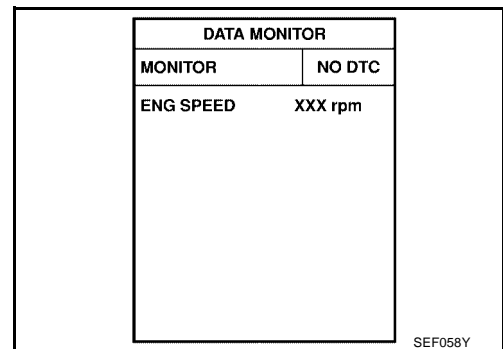 DATA MONITOR
MONITOR NO DTC
ENG SPEED XXX rpm
SEF058Y